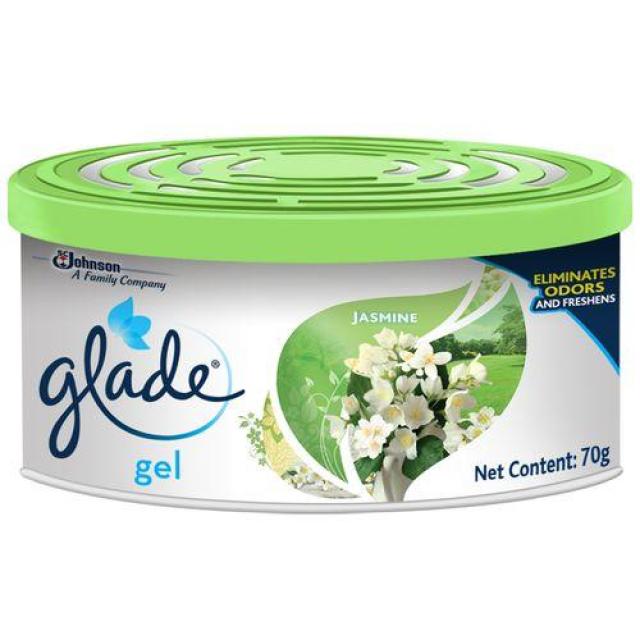 SC Johnson
A Family Company
glade®
gel
JASMINE
ELIMINATES
ODORS
AND FRESHENS
Net Content: 70g